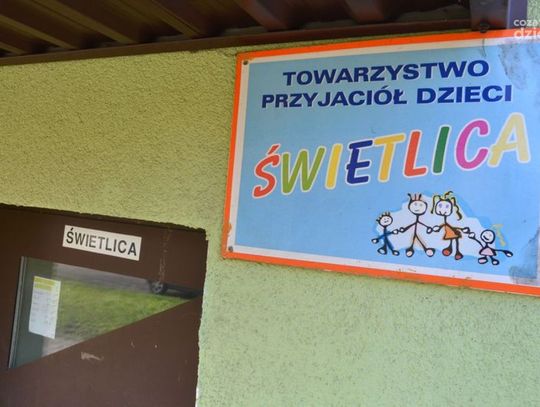 TOWARZYSTWO
PRZYJACIÓŁ DZIECI
ŚWIETLICA
ŚWIETLICA